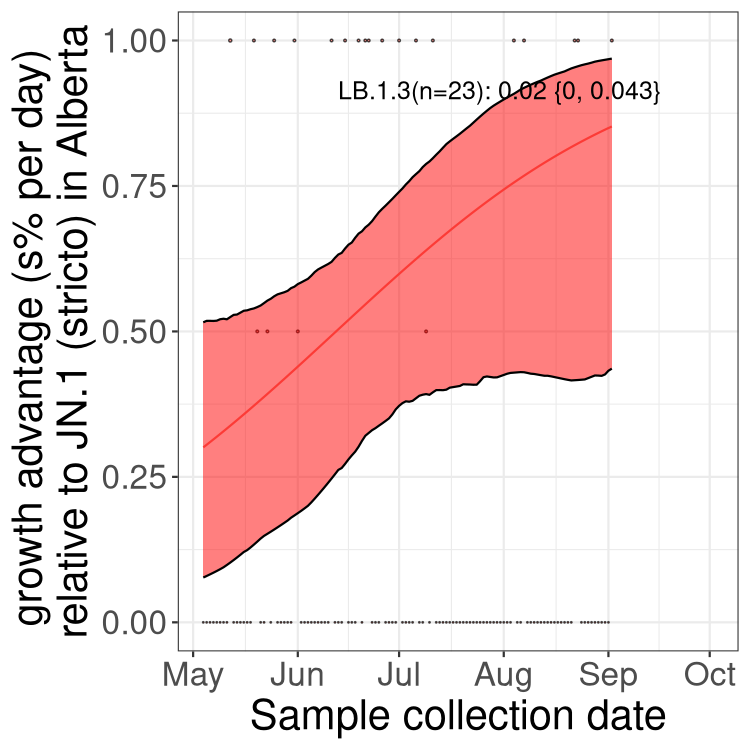 growth advantage (s% per day)
relative to JN.1 (stricto) in Alberta
1.00
0.75
0.50
0.25
0.00
LB.1.3(n=23): 0.02 {0, 0.043}
May Jun Jul Aug Sep Oct
Sample collection date